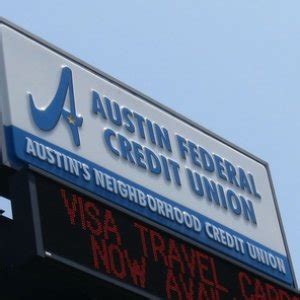 AUSTIN FEDERAL
CREDIT UNION
AUSTIN'S NEIGHBORHOOD CREDIT UNION
VISA TRAVEL
NOW